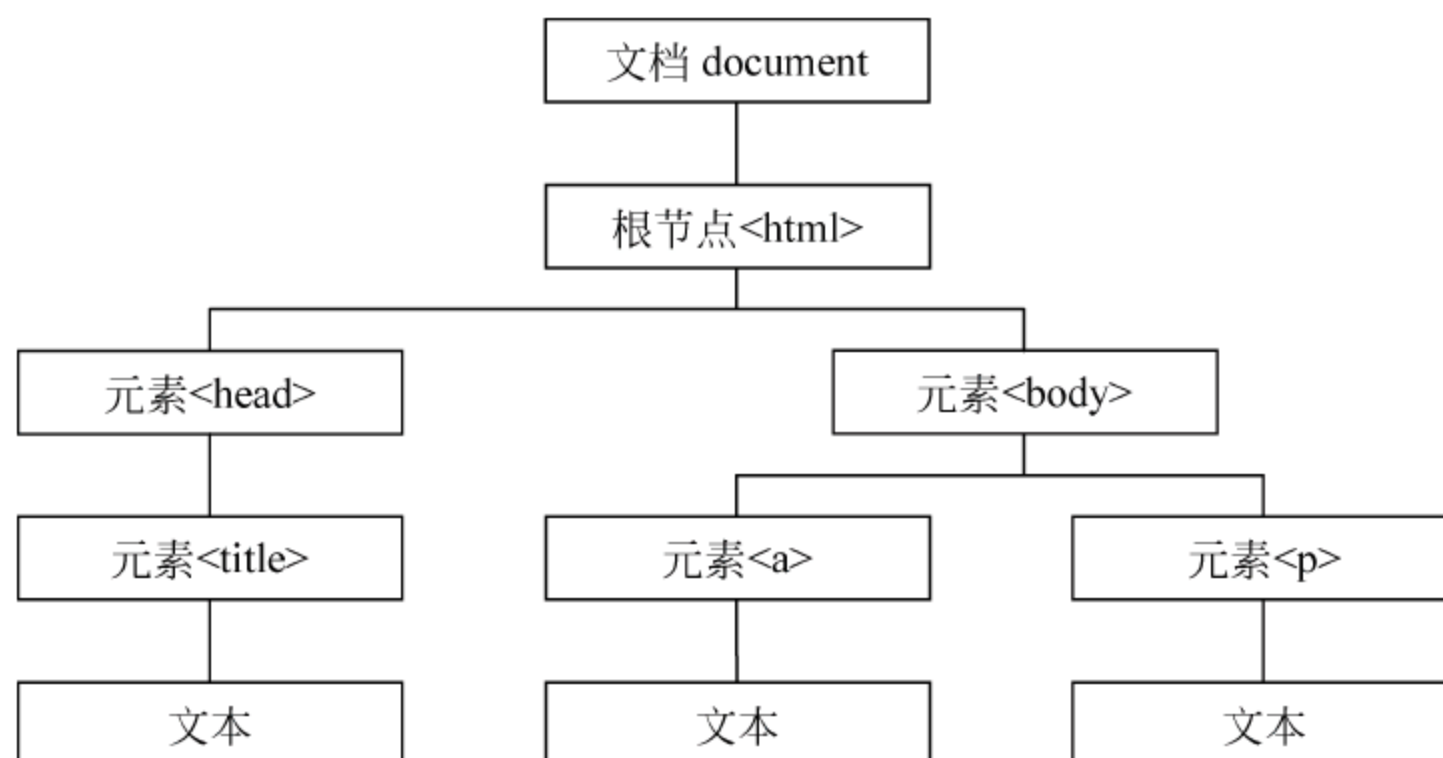 文档 document
根节点<html>
元素<head>
元素<body>
元素<title>
元素<a>
元素<p>
文本
文本
文本